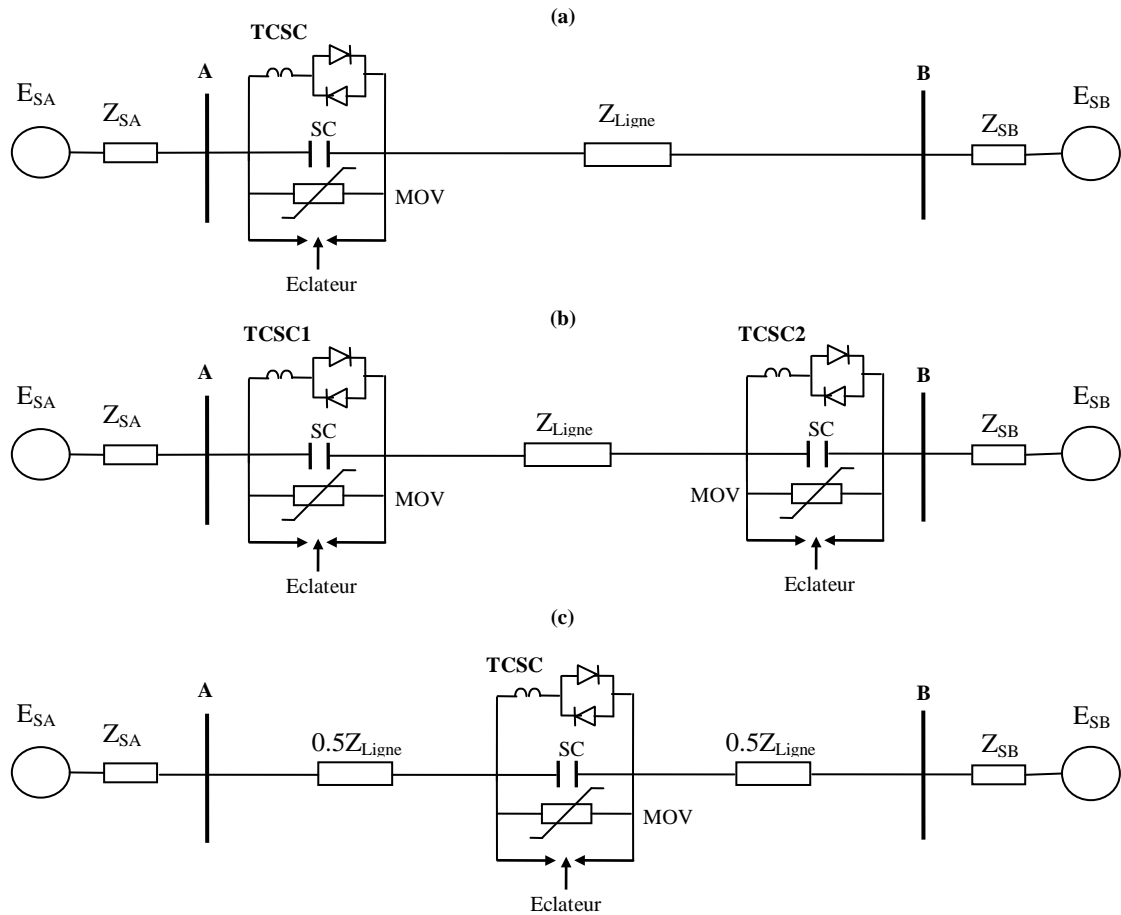 (a)
TCSC
A
B
E_SA
Z_SA
SC
Z_Ligne
Z_SB
E_SB
MOV
Eclateur
(b)
TCSC1
TCSC2
A
B
E_SA
Z_SA
SC
Z_Ligne
SC
Z_SB
E_SB
MOV
MOV
Eclateur
Eclateur
(c)
TCSC
A
B
E_SA
Z_SA
0.5Z_Ligne
SC
0.5Z_Ligne
Z_SB
E_SB
MOV
Eclateur